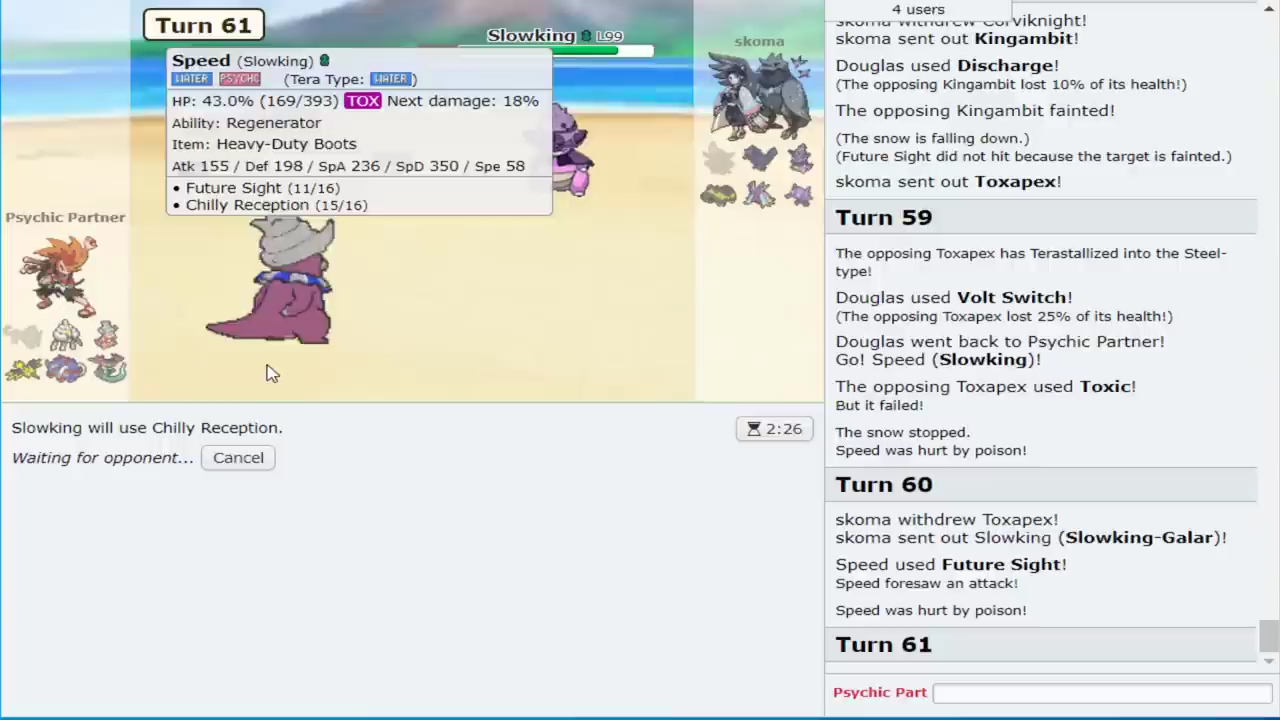 Turn 61
Slowking L99
skoma
Speed (Slowking)
WATER PSYCHC (Tera Type: WATER)
HP: 43.0% (169/393) TOX Next damage: 18%
Ability: Regenerator
Item: Heavy-Duty Boots
Atk 155 / Def 198 / SpA 236 / SpD 350 / Spe 58
• Future Sight (11/16)
• Chilly Reception (15/16)
Psychic Partner
Slowking will use Chilly Reception.
2:26
Waiting for opponent... Cancel
4 users
skoma withdrew Corviknight!
skoma sent out Kingambit!
Douglas used Discharge!
(The opposing Kingambit lost 10% of its health!)
The opposing Kingambit fainted!
(The snow is falling down.)
(Future Sight did not hit because the target is fainted.)
skoma sent out Toxapex!
Turn 59
The opposing Toxapex has Terastallized into the Steel-
type!
Douglas used Volt Switch!
(The opposing Toxapex lost 25% of its health!)
Douglas went back to Psychic Partner!
Go! Speed (Slowking)!
The opposing Toxapex used Toxic!
But it failed!
The snow stopped.
Speed was hurt by poison!
Turn 60
skoma withdrew Toxapex!
skoma sent out Slowking (Slowking-Galar)!
Speed used Future Sight!
Speed foresaw an attack!
Speed was hurt by poison!
Turn 61
Psychic Part